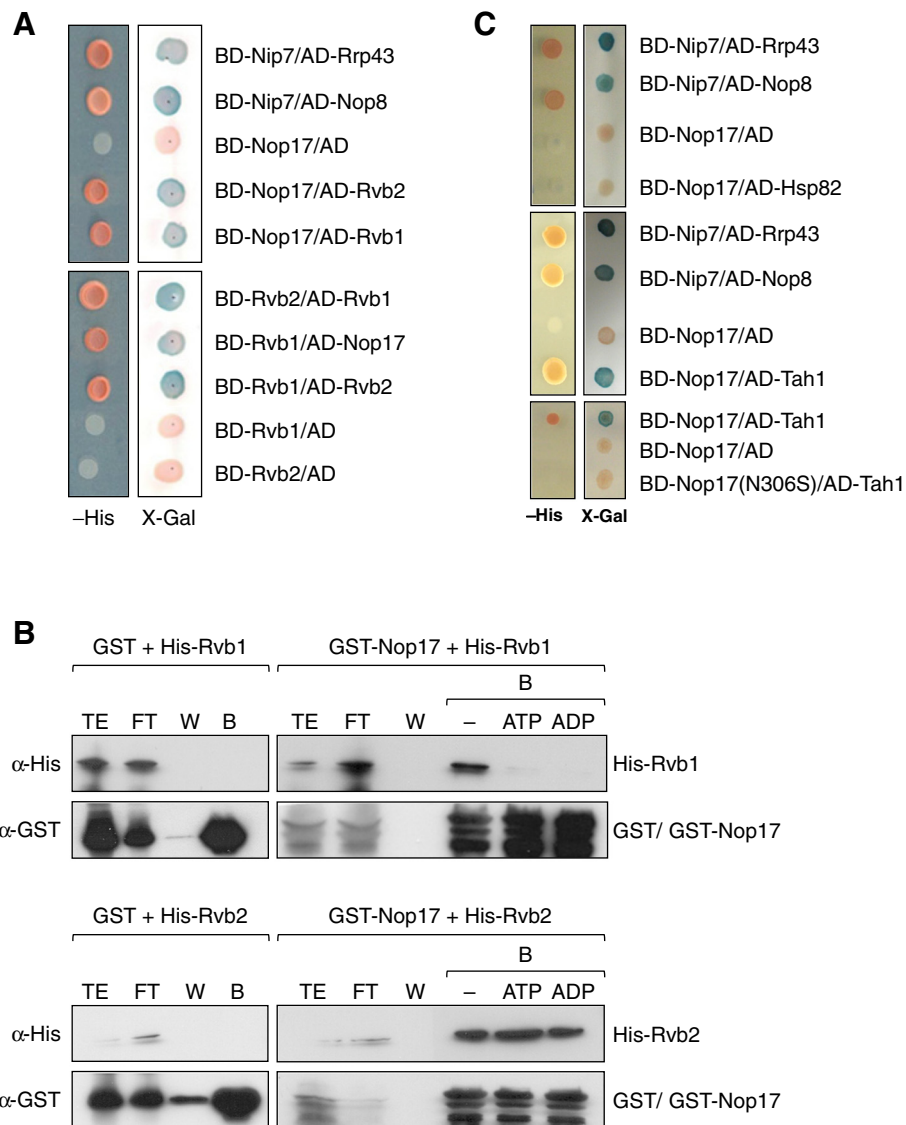 A
BD-Nip7/AD-Rrp43
BD-Nip7/AD-Nop8
BD-Nop17/AD
BD-Nop17/AD-Rvb2
BD-Nop17/AD-Rvb1
BD-Rvb2/AD-Rvb1
BD-Rvb1/AD-Nop17
BD-Rvb1/AD-Rvb2
BD-Rvb1/AD
BD-Rvb2/AD
–His X-Gal
C
BD-Nip7/AD-Rrp43
BD-Nip7/AD-Nop8
BD-Nop17/AD
BD-Nop17/AD-Hsp82
BD-Nip7/AD-Rrp43
BD-Nip7/AD-Nop8
BD-Nop17/AD
BD-Nop17/AD-Tah1
BD-Nop17/AD-Tah1
BD-Nop17/AD
BD-Nop17(N306S)/AD-Tah1
–His X-Gal
B
GST + His-Rvb1 GST-Nop17 + His-Rvb1
B
TE FT W B TE FT W – ATP ADP
α-His His-Rvb1
α-GST GST/ GST-Nop17
GST + His-Rvb2 GST-Nop17 + His-Rvb2
B
TE FT W B TE FT W – ATP ADP
α-His His-Rvb2
α-GST GST/ GST-Nop17